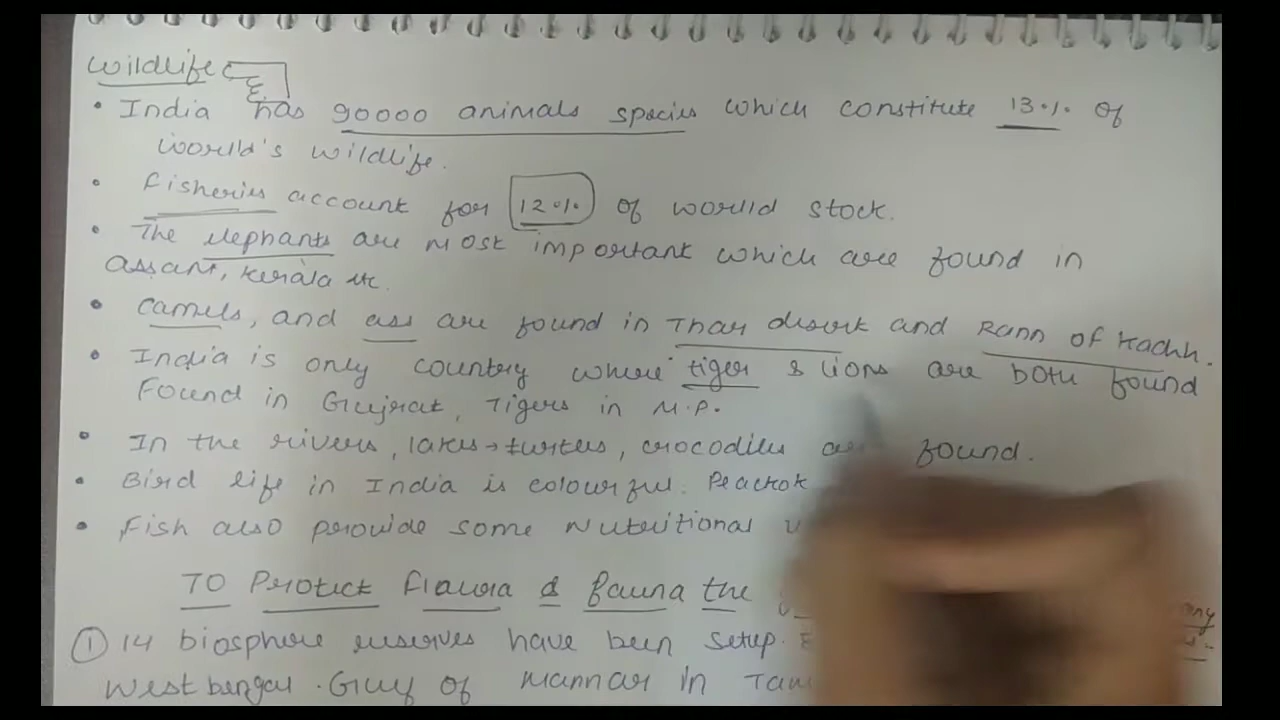 Wildlife
• India has 90000 animals species which constitute 13% of
world's wildlife.
• Fisheries account for 12% of world stock.
• The elephants are most important which are found in
Assam, Kerala etc.
• Camels, and ass are found in Thar desert and Rann of Kachh.
• India is only country where tiger & lions are both found
Found in Gujrat, Tigers in M.P.
• In the rivers, lakes → turtles, crocodiles are found.
• Bird life in India is colourful. Peacock
• Fish also provide some Nutritional
TO Protect Flaura & fauna the
① 14 biosphere reserves have been setup.
West bengal. Gulf of Mannar in